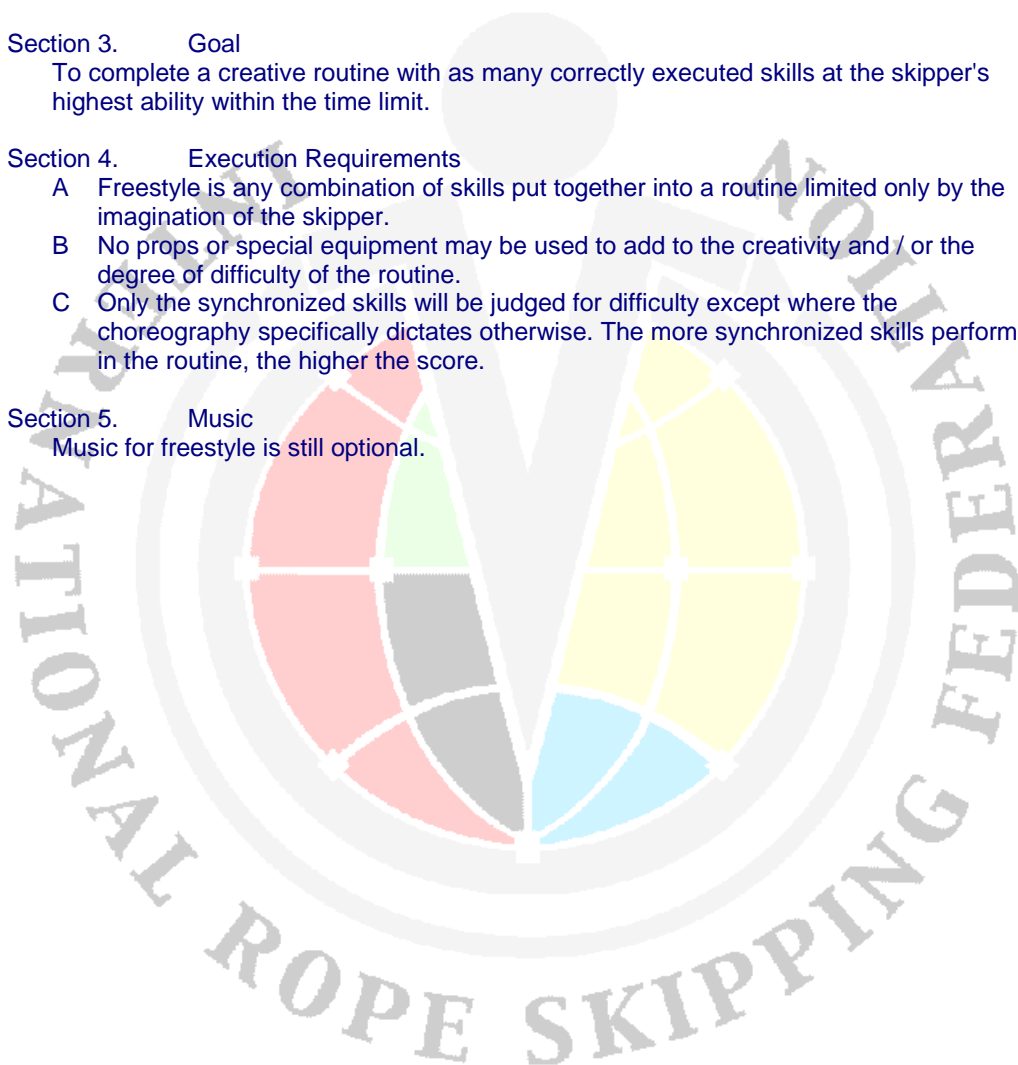 Section 3. Goal
To complete a creative routine with as many correctly executed skills at the skipper's
highest ability within the time limit.
Section 4. Execution Requirements
A Freestyle is any combination of skills put together into a routine limited only by the
imagination of the skipper.
B No props or special equipment may be used to add to the creativity and / or the
degree of difficulty of the routine.
C Only the synchronized skills will be judged for difficulty except where the
choreography specifically dictates otherwise. The more synchronized skills perform
in the routine, the higher the score.
Section 5. Music
Music for freestyle is still optional.
INTERNATIONAL ROPE SKIPPING FEDERATION